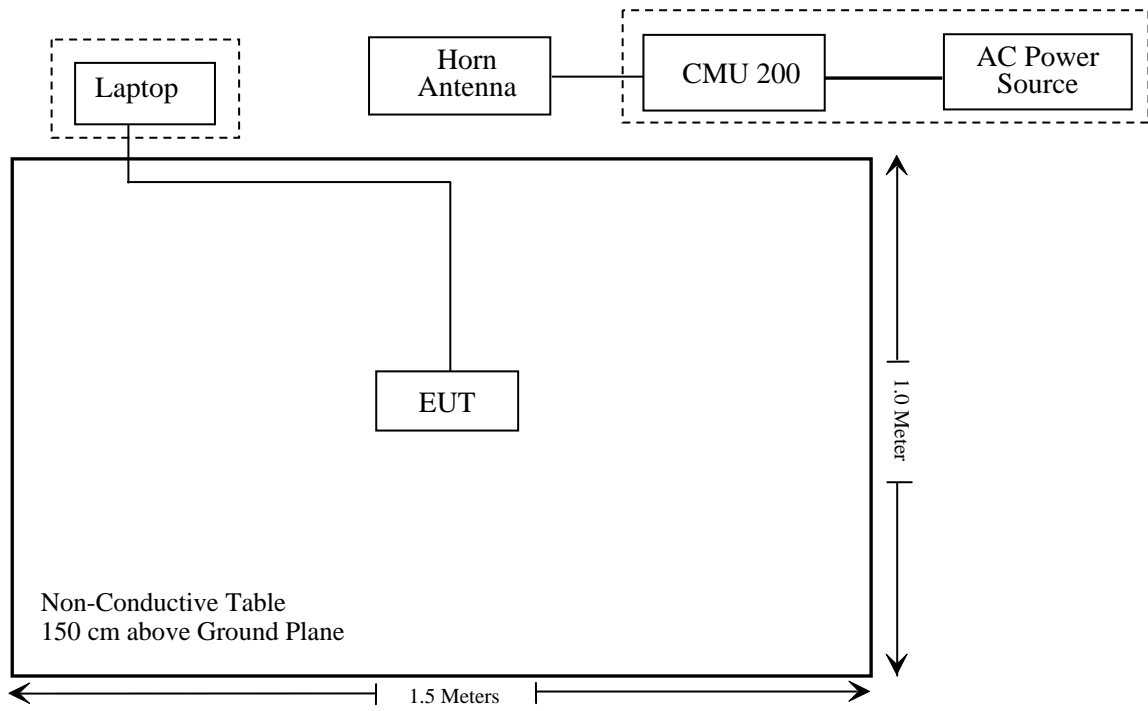 Laptop
Horn
Antenna
CMU 200
AC Power
Source
EUT
1.0 Meter
Non-Conductive Table
150 cm above Ground Plane
1.5 Meters